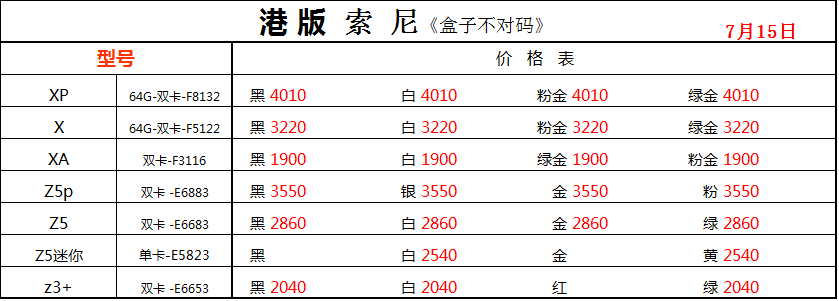 港版 索 尼《盒子不对码》 7月15日
型号 价 格 表
XP 64G-双卡-F8132 黑 4010 白 4010 粉金 4010 绿金 4010
X 64G-双卡-F5122 黑 3220 白 3220 粉金 3220 绿金 3220
XA 双卡-F3116 黑 1900 白 1900 绿金 1900 粉金 1900
Z5p 双卡 -E6883 黑 3550 银 3550 金 3550 粉 3550
Z5 双卡 -E6683 黑 2860 白 2860 金 2860 绿 2860
Z5迷你 单卡-E5823 黑 白 2540 金 黄 2540
z3+ 双卡 -E6653 黑 2040 白 2040 红 绿 2040